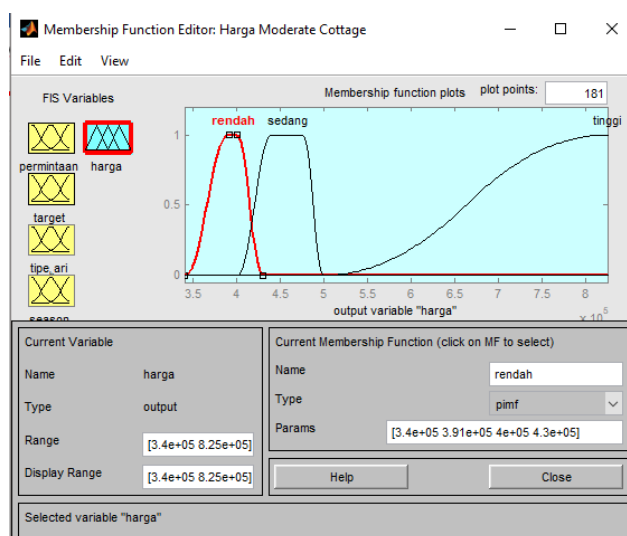 Membership Function Editor: Harga Moderate Cottage
File Edit View
FIS Variables
Membership function plots plot points: 181
rendah sedang tinggi
1
0.5
0
3.5 4 4.5 5 5.5 6 6.5 7 7.5 8
x 10^5
output variable "harga"
permintaan harga
target
tipe_ari
season
Current Variable
Name harga
Type output
Range [3.4e+05 8.25e+05]
Display Range [3.4e+05 8.25e+05]
Current Membership Function (click on MF to select)
Name rendah
Type pimf
Params [3.4e+05 3.91e+05 4e+05 4.3e+05]
Help Close
Selected variable "harga"